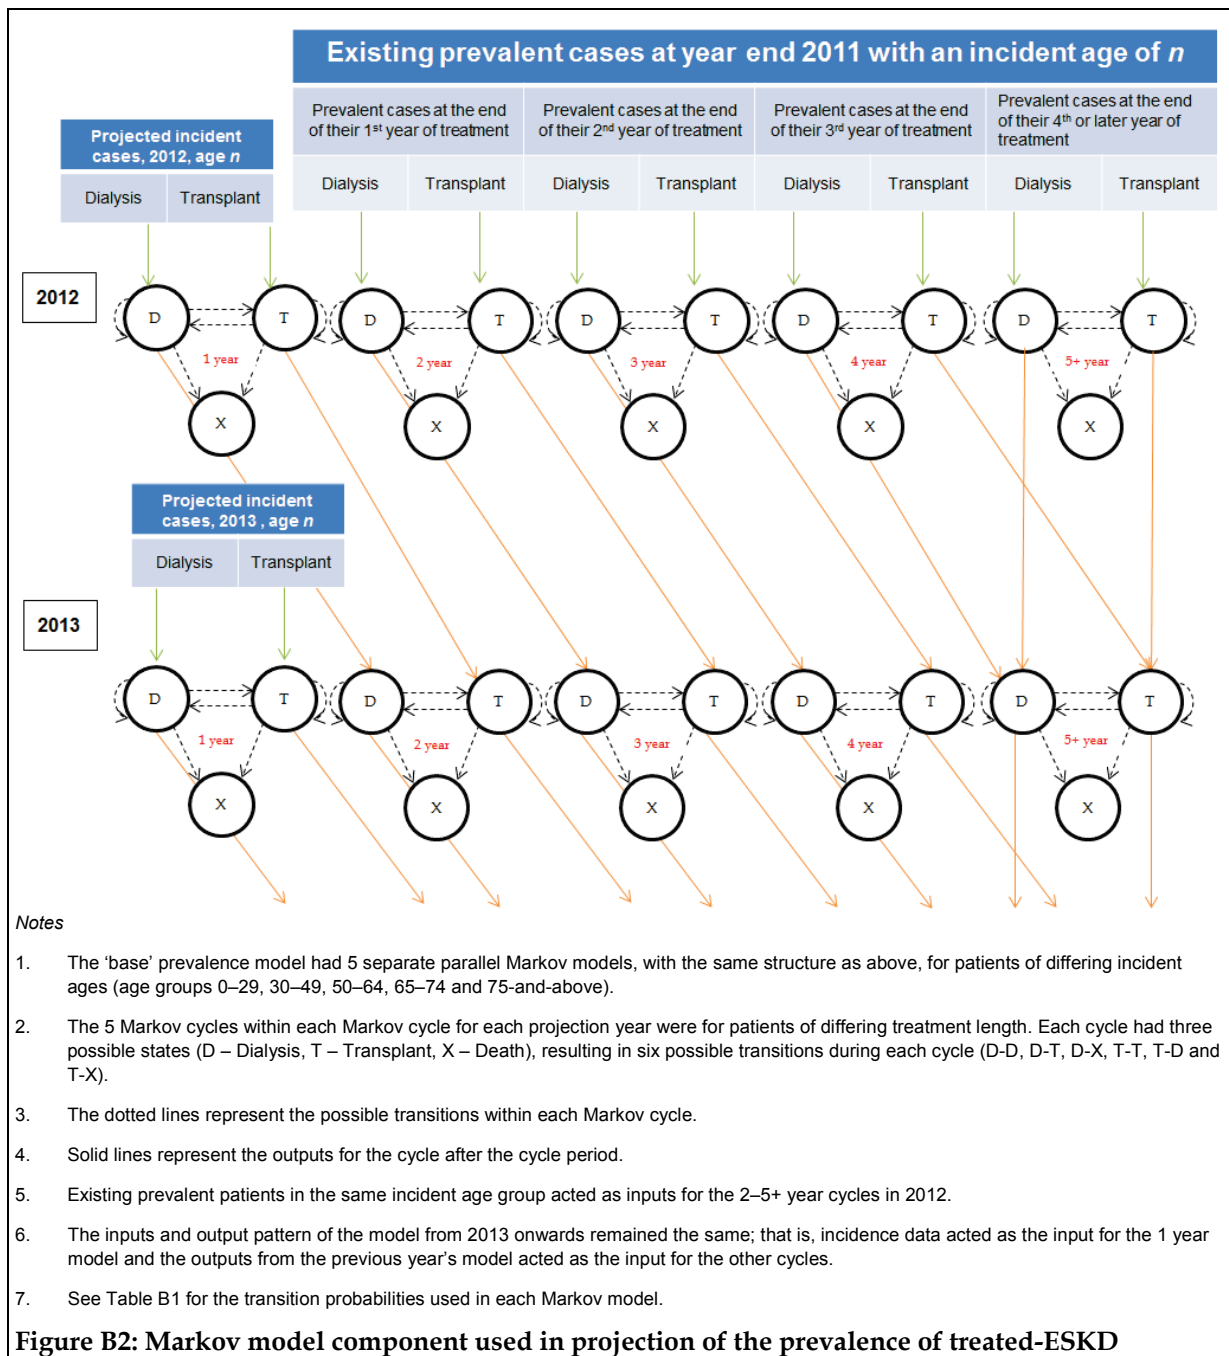 Existing prevalent cases at year end 2011 with an incident age of n
Prevalent cases at the end
of their 1st year of treatment
Prevalent cases at the end
of their 2nd year of treatment
Prevalent cases at the end
of their 3rd year of treatment
Prevalent cases at the end
of their 4th or later year of
treatment
Projected incident
cases, 2012, age n
Dialysis Transplant
Dialysis Transplant Dialysis Transplant Dialysis Transplant Dialysis Transplant
2012
D T D T D T D T D T
1 year 2 year 3 year 4 year 5+ year
X X X X X
Projected incident
cases, 2013 , age n
Dialysis Transplant
2013
D T D T D T D T D T
1 year 2 year 3 year 4 year 5+ year
X X X X X
Notes
1. The ‘base’ prevalence model had 5 separate parallel Markov models, with the same structure as above, for patients of differing incident
ages (age groups 0–29, 30–49, 50–64, 65–74 and 75-and-above).
2. The 5 Markov cycles within each Markov cycle for each projection year were for patients of differing treatment length. Each cycle had three
possible states (D – Dialysis, T – Transplant, X – Death), resulting in six possible transitions during each cycle (D-D, D-T, D-X, T-T, T-D and
T-X).
3. The dotted lines represent the possible transitions within each Markov cycle.
4. Solid lines represent the outputs for the cycle after the cycle period.
5. Existing prevalent patients in the same incident age group acted as inputs for the 2–5+ year cycles in 2012.
6. The inputs and output pattern of the model from 2013 onwards remained the same; that is, incidence data acted as the input for the 1 year
model and the outputs from the previous year’s model acted as the input for the other cycles.
7. See Table B1 for the transition probabilities used in each Markov model.
Figure B2: Markov model component used in projection of the prevalence of treated-ESKD